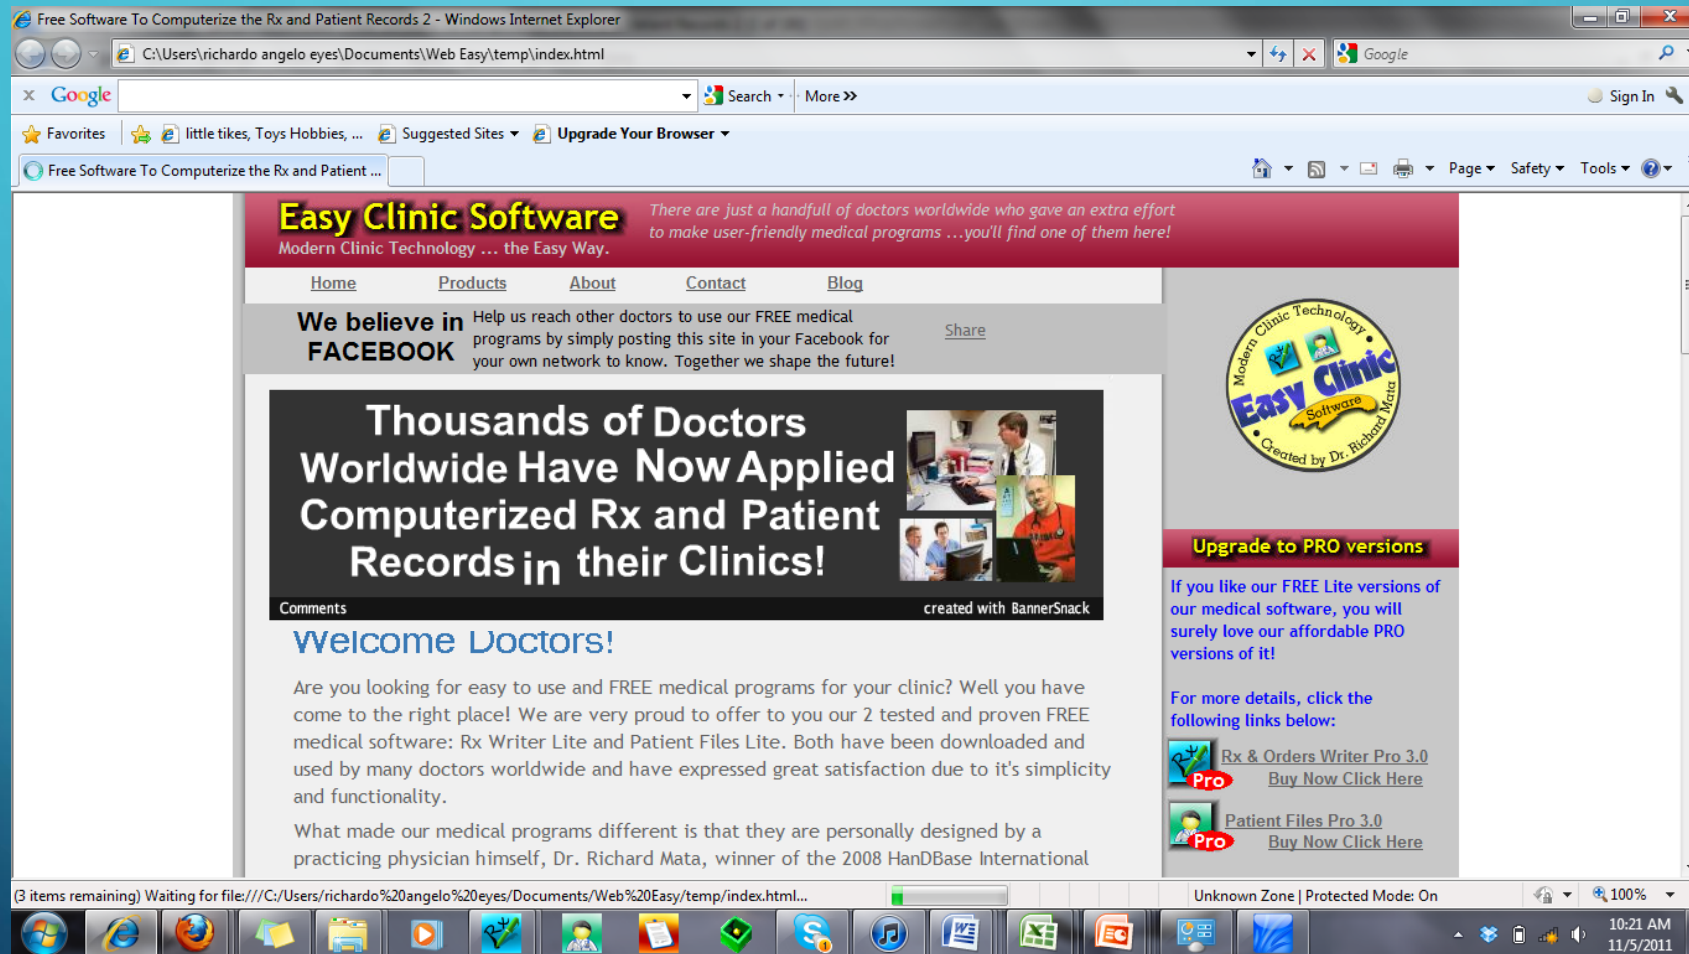 Free Software To Computerize the Rx and Patient Records 2 - Windows Internet Explorer
C:\Users\richardo angelo eyes\Documents\Web Easy\temp\index.html
Google
x Google
Search
More >>
Sign In
Favorites
little tikes, Toys Hobbies, ...
Suggested Sites
Upgrade Your Browser
Free Software To Computerize the Rx and Patient ...
Page
Safety
Tools
Easy Clinic Software
Modern Clinic Technology ... the Easy Way.
There are just a handfull of doctors worldwide who gave an extra effort
to make user-friendly medical programs ...you'll find one of them here!
Home Products About Contact Blog
We believe in
FACEBOOK
Help us reach other doctors to use our FREE medical
programs by simply posting this site in your Facebook for
your own network to know. Together we shape the future!
Share
Modern Clinic Technology
Easy Clinic
Software
Created by Dr. Richard Mata
Thousands of Doctors
Worldwide Have Now Applied
Computerized Rx and Patient
Records in their Clinics!
Comments
created with BannerSnack
Welcome Doctors!
Are you looking for easy to use and FREE medical programs for your clinic? Well you have
come to the right place! We are very proud to offer to you our 2 tested and proven FREE
medical software: Rx Writer Lite and Patient Files Lite. Both have been downloaded and
used by many doctors worldwide and have expressed great satisfaction due to it's simplicity
and functionality.
What made our medical programs different is that they are personally designed by a
practicing physician himself, Dr. Richard Mata, winner of the 2008 HanDBase International
Upgrade to PRO versions
If you like our FREE Lite versions of
our medical software, you will
surely love our affordable PRO
versions of it!
For more details, click the
following links below:
Pro
Rx & Orders Writer Pro 3.0
Buy Now Click Here
Pro
Patient Files Pro 3.0
Buy Now Click Here
(3 items remaining) Waiting for file:///C:/Users/richardo%20angelo%20eyes/Documents/Web%20Easy/temp/index.html...
Unknown Zone | Protected Mode: On
100%
10:21 AM
11/5/2011